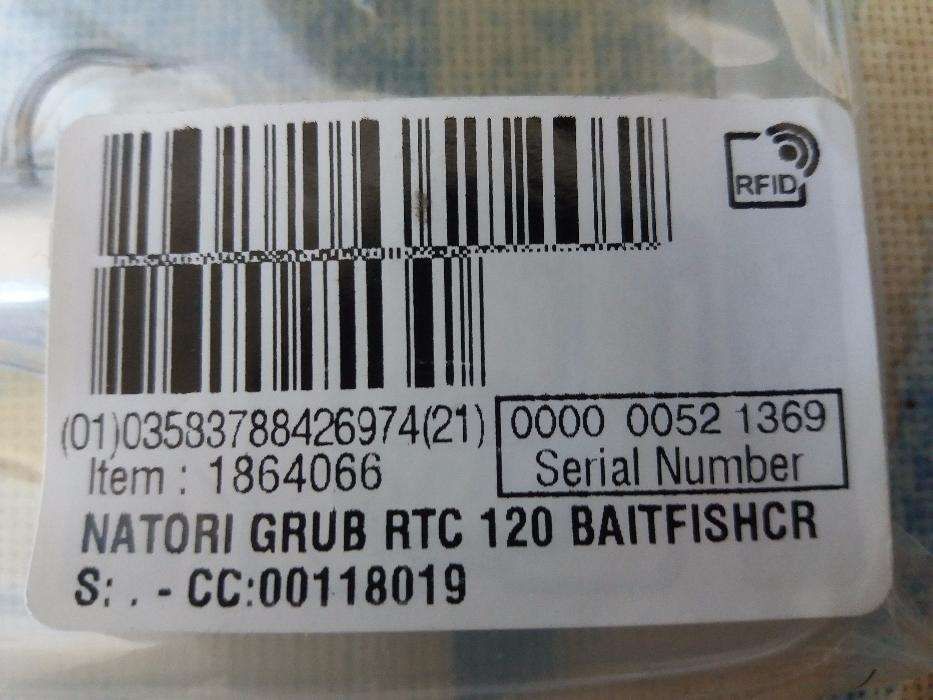 RFID
(01)03583788426974(21)
0000 0052 1369
Serial Number
Item : 1864066
NATORI GRUB RTC 120 BAITFISHCR
S: . - CC:00118019